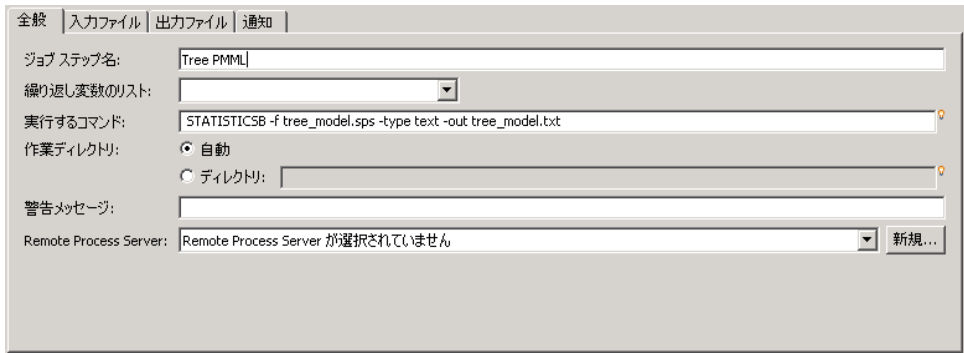 全般 入力ファイル 出力ファイル 通知
ジョブ ステップ名: Tree PMML
繰り返し変数のリスト:
実行するコマンド: STATISTICSB -f tree_model.sps -type text -out tree_model.txt
作業ディレクトリ: 自動
ディレクトリ:
警告メッセージ:
Remote Process Server: Remote Process Server が選択されていません 新規...